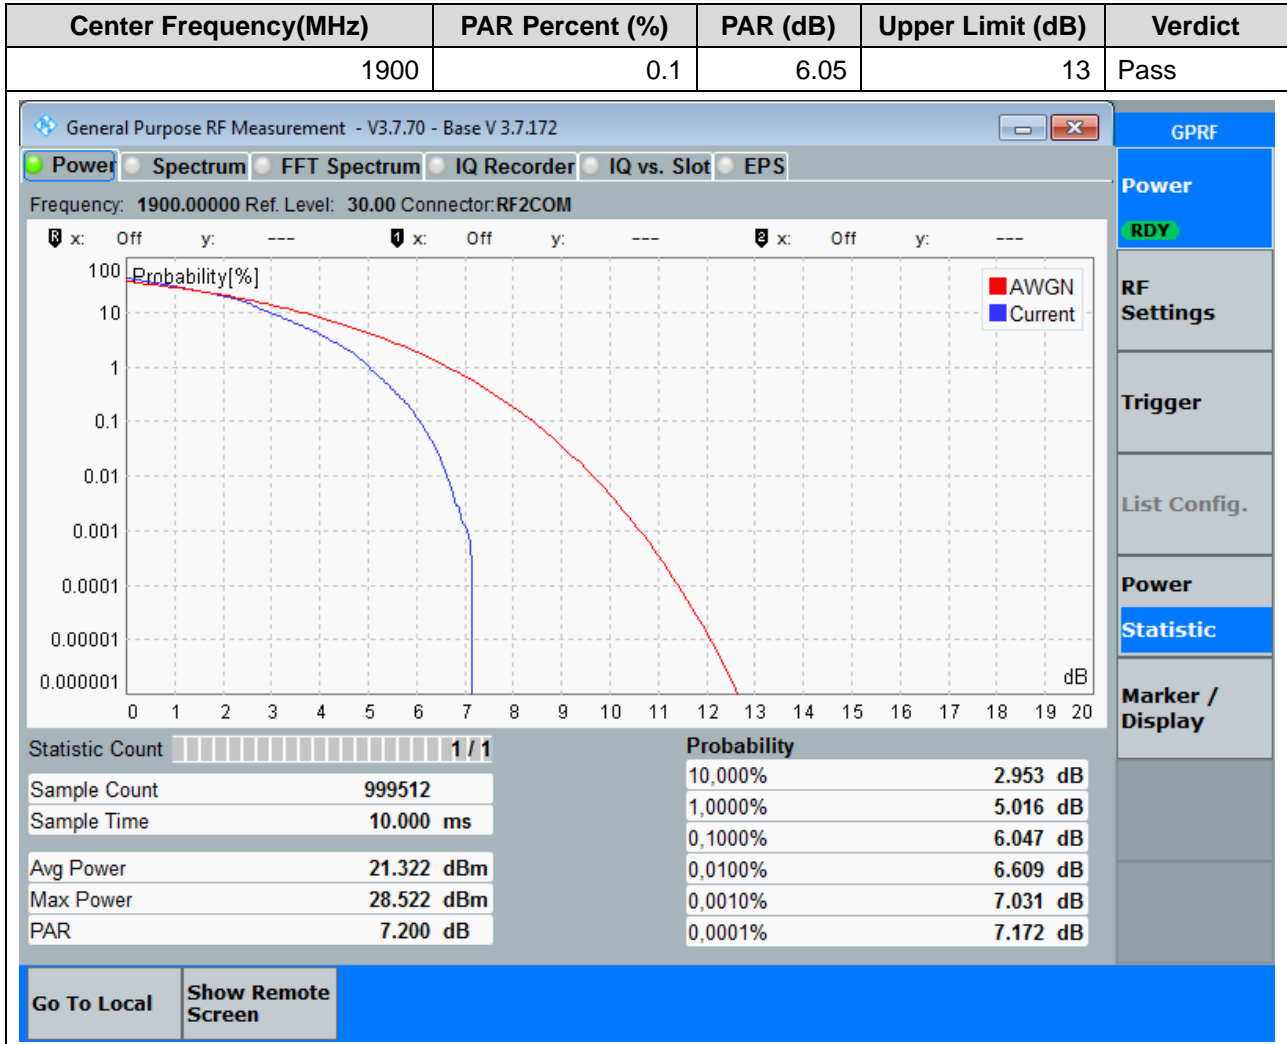 Center Frequency(MHz) PAR Percent (%) PAR (dB) Upper Limit (dB) Verdict
1900 0.1 6.05 13 Pass
General Purpose RF Measurement - V3.7.70 - Base V 3.7.172
GPRF
Power Spectrum FFT Spectrum IQ Recorder IQ vs. Slot EPS
Power
RDY
Frequency: 1900.00000 Ref. Level: 30.00 Connector:RF2COM
R x: Off y: --- 1 x: Off y: --- 2 x: Off y: ---
Probability[%]
AWGN
Current
100
10
1
0.1
0.01
0.001
0.0001
0.00001
0.000001
dB
0 1 2 3 4 5 6 7 8 9 10 11 12 13 14 15 16 17 18 19 20
RF
Settings
Trigger
List Config.
Power
Statistic
Marker /
Display
Statistic Count 1 / 1
Sample Count 999512
Sample Time 10.000 ms
Avg Power 21.322 dBm
Max Power 28.522 dBm
PAR 7.200 dB
Probability
10,000% 2.953 dB
1,0000% 5.016 dB
0,1000% 6.047 dB
0,0100% 6.609 dB
0,0010% 7.031 dB
0,0001% 7.172 dB
Go To Local
Show Remote
Screen